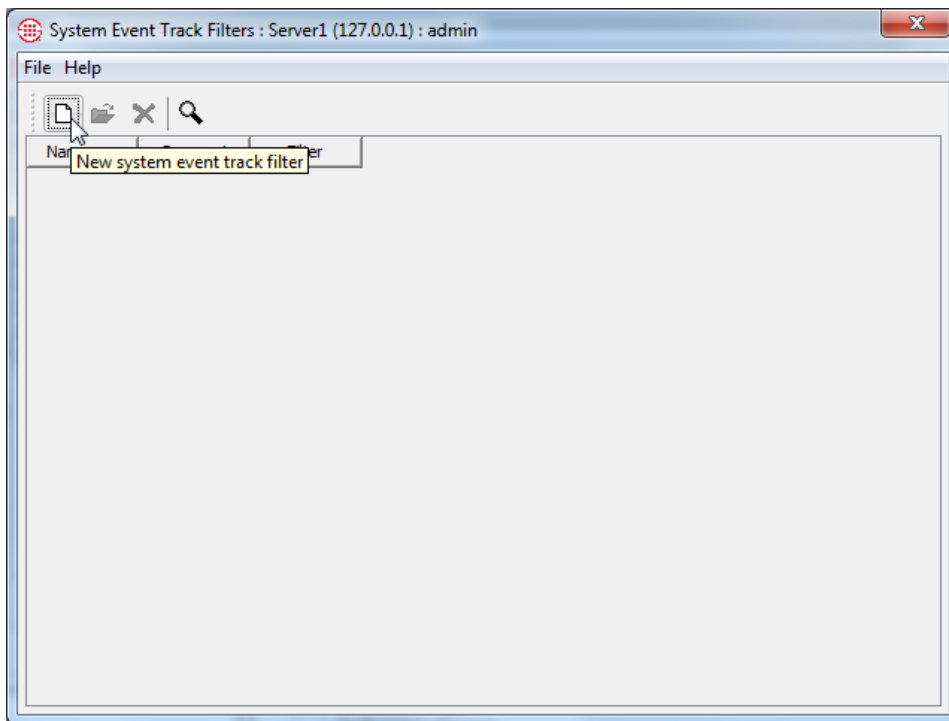 System Event Track Filters : Server1 (127.0.0.1) : admin
File Help
New system event track filter